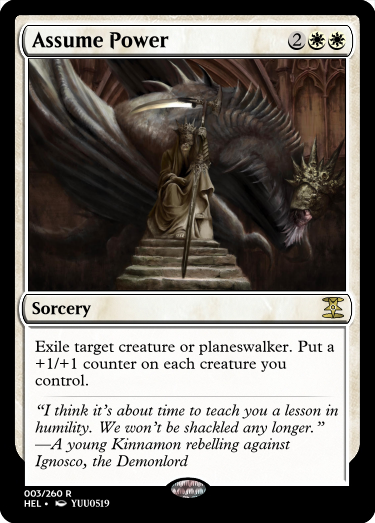 Assume Power 2
Sorcery
Exile target creature or planeswalker. Put a
+1/+1 counter on each creature you
control.
“I think it’s about time to teach you a lesson in
humility. We won’t be shackled any longer.”
—A young Kinnamon rebelling against
Ignosco, the Demonlord
003/260 R
HEL • YUU0519